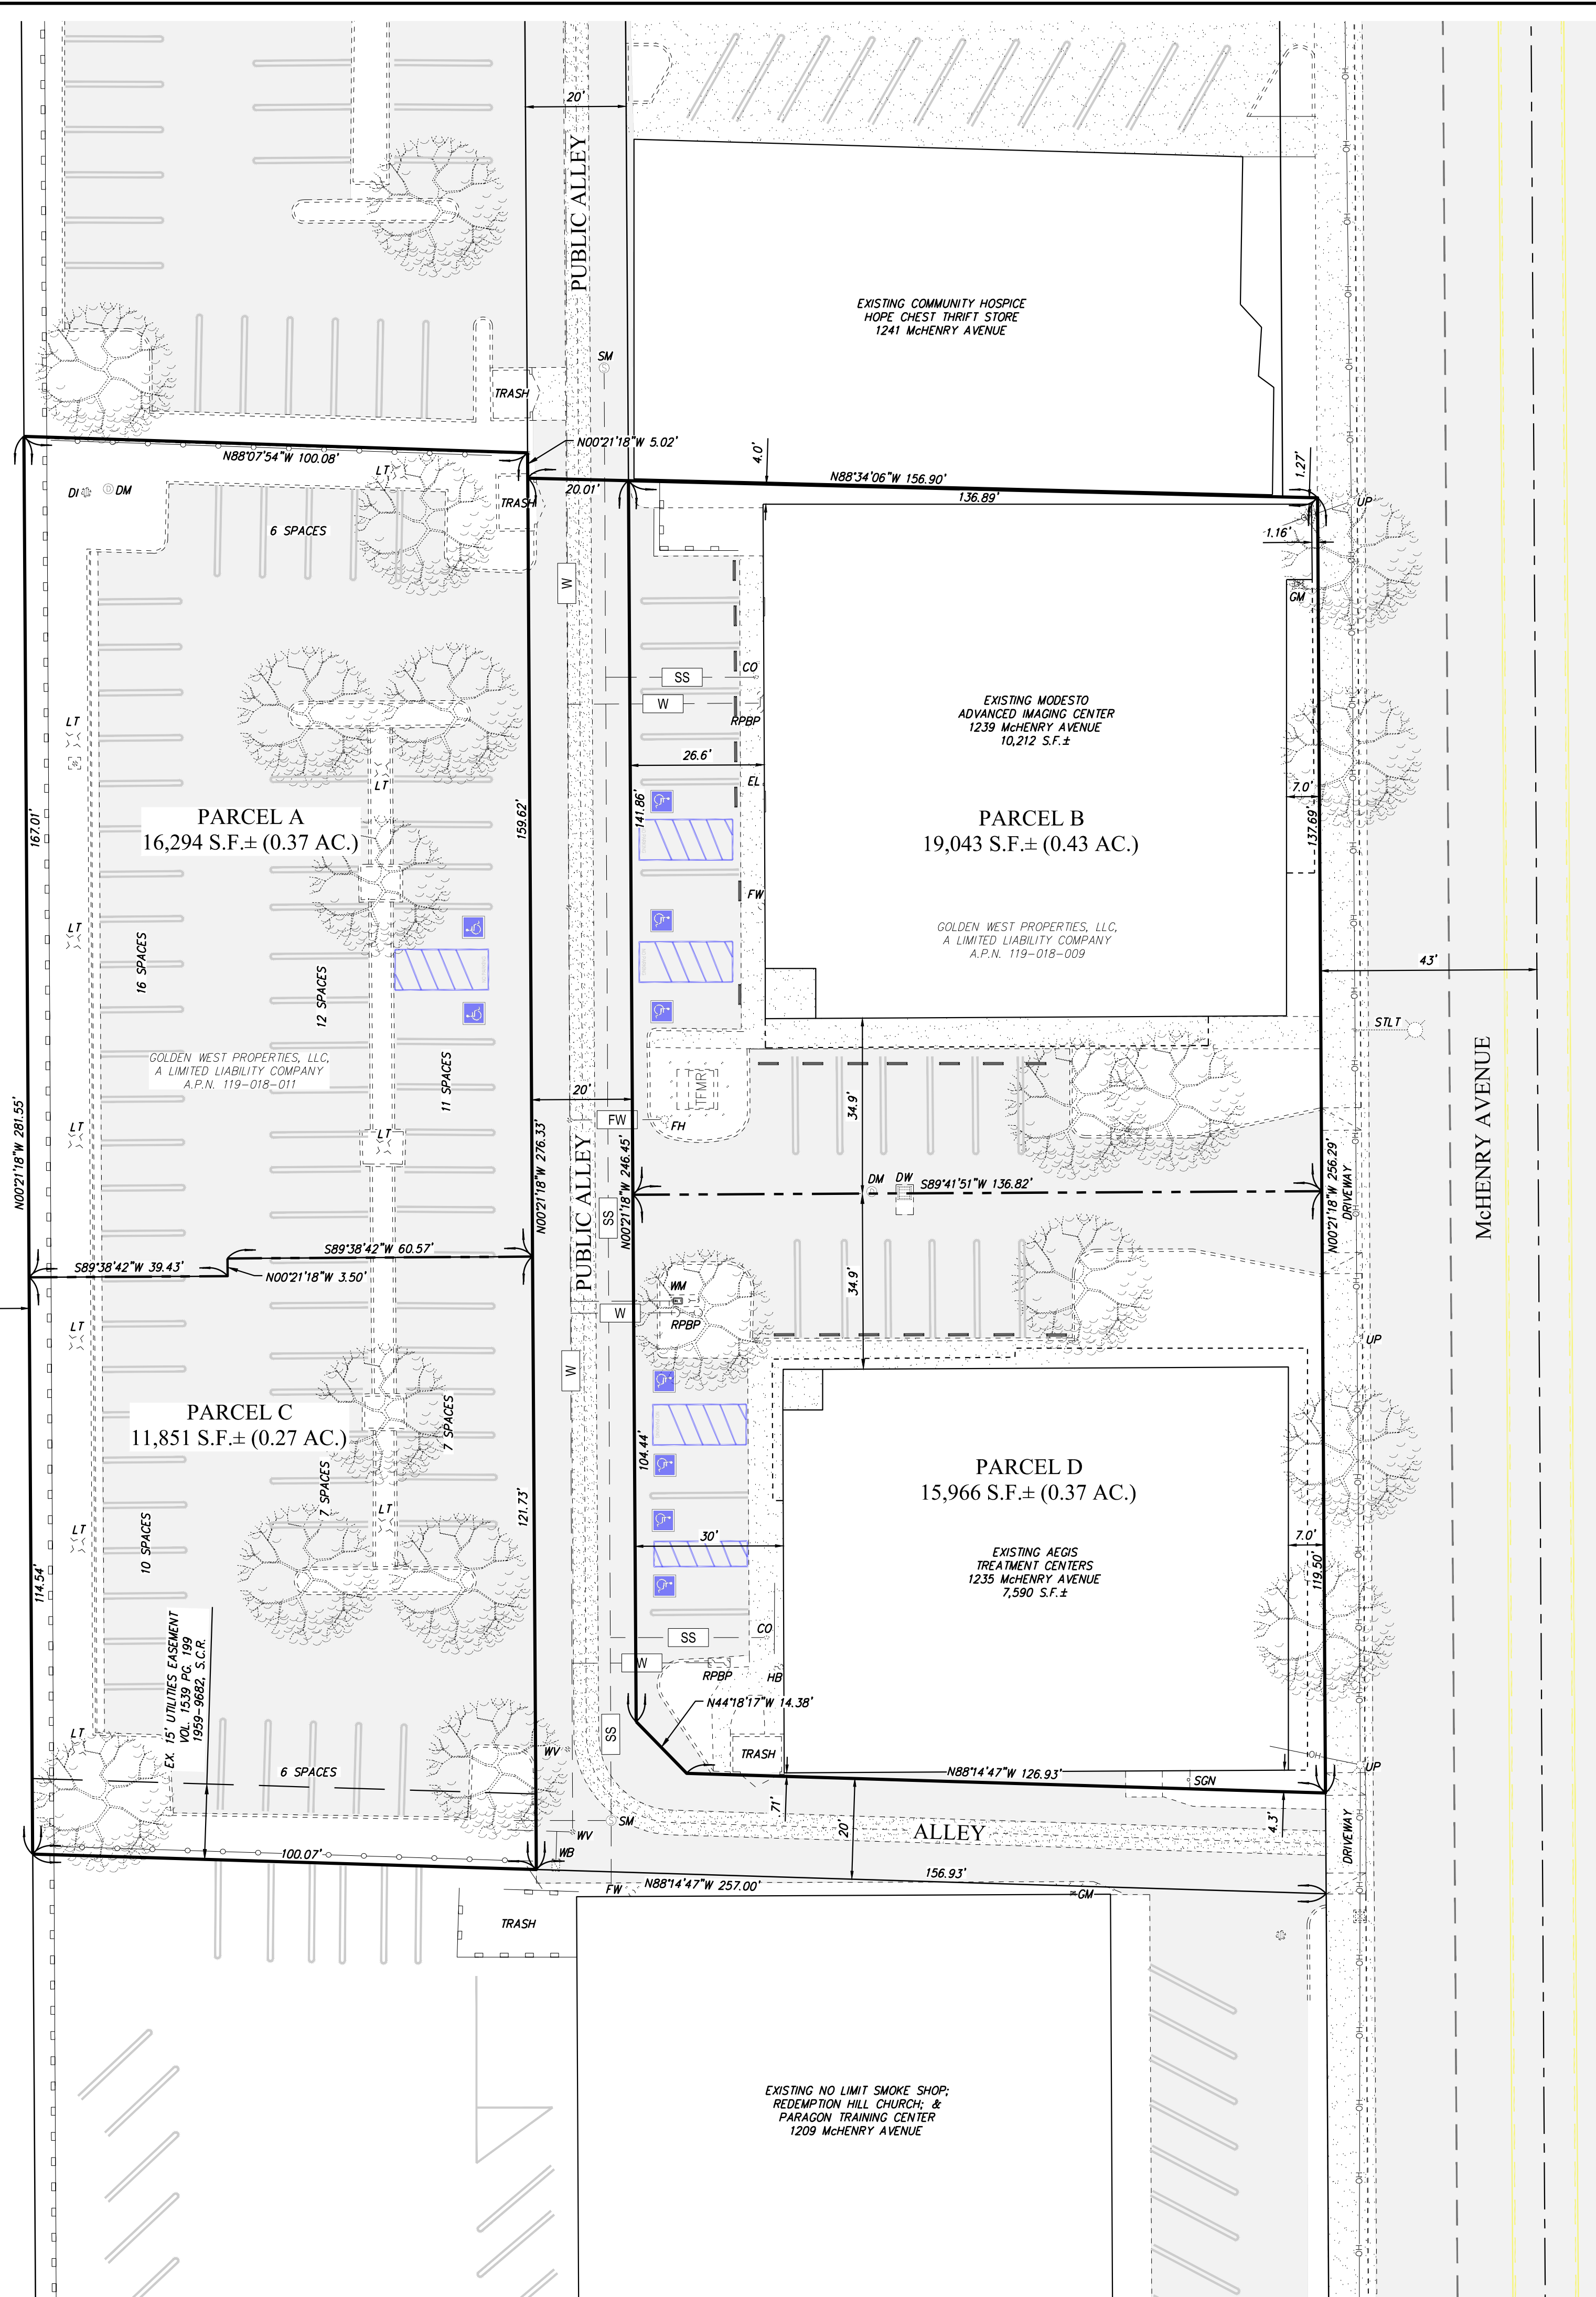 20'
PUBLIC ALLEY
EXISTING COMMUNITY HOSPICE
HOPE CHEST THRIFT STORE
1241 McHENRY AVENUE
SM
TRASH
N00°21'18"W 5.02'
N88°07'54"W 100.08'
LT
DI
DM
TRASH
20.01'
4.0'
N88°34'06"W 156.90'
136.89'
1.27'
UP
1.16'
6 SPACES
W
GM
SS
CO
W
RPBP
EXISTING MODESTO
ADVANCED IMAGING CENTER
1239 McHENRY AVENUE
10,212 S.F.±
LT
26.6'
EL
LT
7.0'
PARCEL A
16,294 S.F.± (0.37 AC.)
167.01'
159.62'
141.86'
137.69'
PARCEL B
19,043 S.F.± (0.43 AC.)
FW
GOLDEN WEST PROPERTIES, LLC,
A LIMITED LIABILITY COMPANY
A.P.N. 119-018-009
LT
16 SPACES
12 SPACES
43'
STLT
GOLDEN WEST PROPERTIES, LLC,
A LIMITED LIABILITY COMPANY
A.P.N. 119-018-011
11 SPACES
TFMR
20'
34.9'
McHENRY AVENUE
FW
FH
LT
LT
N00°21'18"W 281.55'
N00°21'18"W 276.33'
PUBLIC ALLEY
SS
N00°21'18"W 246.45'
DM
DW
S89°41'51"W 136.82'
N00°21'18"W 256.29'
DRIVEWAY
S89°38'42"W 60.57'
S89°38'42"W 39.43'
N00°21'18"W 3.50'
34.9'
WM
W
RPBP
LT
UP
W
PARCEL C
11,851 S.F.± (0.27 AC.)
7 SPACES
7 SPACES
104.44'
PARCEL D
15,966 S.F.± (0.37 AC.)
LT
LT
10 SPACES
121.73'
30'
7.0'
EXISTING AEGIS
TREATMENT CENTERS
1235 McHENRY AVENUE
7,590 S.F.±
114.54'
119.50'
EX. 15' UTILITIES EASEMENT
VOL. 1539 PG. 199
1959-9682, S.C.R.
SS
CO
W
RPBP
HB
N44°18'17"W 14.38'
LT
SS
WV
TRASH
OH
UP
6 SPACES
N88°14'47"W 126.93'
SGN
.71'
20'
4.3'
SM
ALLEY
WV
WB
DRIVEWAY
100.07'
156.93'
N88°14'47"W 257.00'
FW
GM
TRASH
EXISTING NO LIMIT SMOKE SHOP;
REDEMPTION HILL CHURCH; &
PARAGON TRAINING CENTER
1209 McHENRY AVENUE